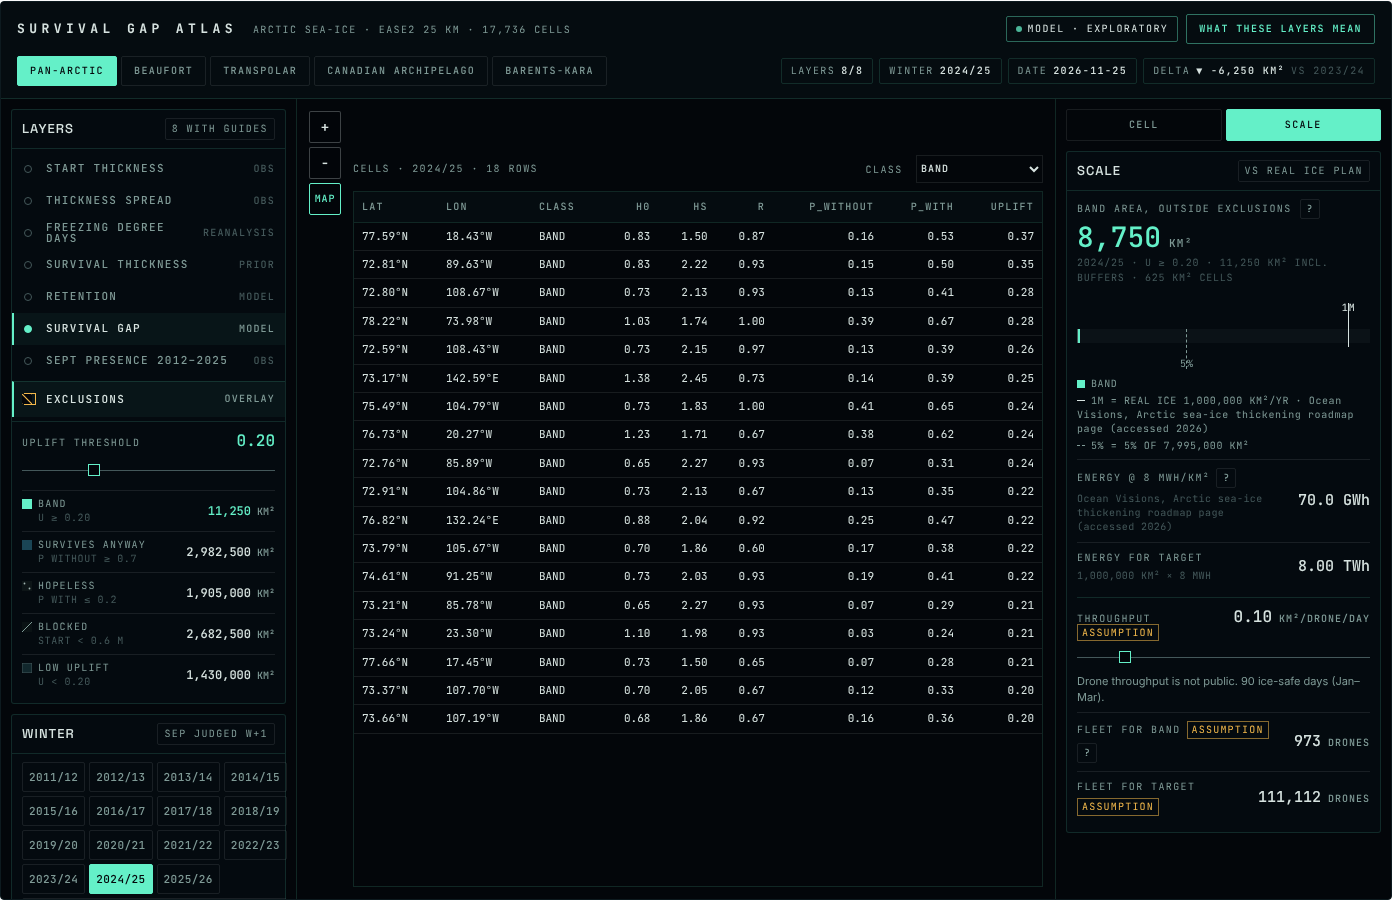 SURVIVAL GAP ATLAS
ARCTIC SEA-ICE · EASE2 25 KM · 17,736 CELLS
MODEL · EXPLORATORY
WHAT THESE LAYERS MEAN
PAN-ARCTIC
BEAUFORT
TRANSPOLAR
CANADIAN ARCHIPELAGO
BARENTS-KARA
LAYERS 8/8
WINTER 2024/25
DATE 2026-11-25
DELTA ▼ -6,250 KM² VS 2023/24
LAYERS
8 WITH GUIDES
START THICKNESS OBS
THICKNESS SPREAD OBS
FREEZING DEGREE
DAYS
REANALYSIS
SURVIVAL THICKNESS PRIOR
RETENTION MODEL
SURVIVAL GAP MODEL
SEPT PRESENCE 2012–2025 OBS
EXCLUSIONS OVERLAY
UPLIFT THRESHOLD 0.20
BAND
U ≥ 0.20
11,250 KM²
SURVIVES ANYWAY
P WITHOUT ≥ 0.7
2,982,500 KM²
HOPELESS
P WITH ≤ 0.2
1,905,000 KM²
BLOCKED
START < 0.6 M
2,682,500 KM²
LOW UPLIFT
U < 0.20
1,430,000 KM²
WINTER
SEP JUDGED W+1
2011/12 2012/13 2013/14 2014/15
2015/16 2016/17 2017/18 2018/19
2019/20 2020/21 2021/22 2022/23
2023/24 2024/25 2025/26
+
-
MAP
CELLS · 2024/25 · 18 ROWS
CLASS
BAND
LAT LON CLASS H0 HS R P_WITHOUT P_WITH UPLIFT
77.59°N 18.43°W BAND 0.83 1.50 0.87 0.16 0.53 0.37
72.81°N 89.63°W BAND 0.83 2.22 0.93 0.15 0.50 0.35
72.80°N 108.67°W BAND 0.73 2.13 0.93 0.13 0.41 0.28
78.22°N 73.98°W BAND 1.03 1.74 1.00 0.39 0.67 0.28
72.59°N 108.43°W BAND 0.73 2.15 0.97 0.13 0.39 0.26
73.17°N 142.59°E BAND 1.38 2.45 0.73 0.14 0.39 0.25
75.49°N 104.79°W BAND 0.73 1.83 1.00 0.41 0.65 0.24
76.73°N 20.27°W BAND 1.23 1.71 0.67 0.38 0.62 0.24
72.76°N 85.89°W BAND 0.65 2.27 0.93 0.07 0.31 0.24
72.91°N 104.86°W BAND 0.73 2.13 0.67 0.13 0.35 0.22
76.82°N 132.24°E BAND 0.88 2.04 0.92 0.25 0.47 0.22
73.79°N 105.67°W BAND 0.70 1.86 0.60 0.17 0.38 0.22
74.61°N 91.25°W BAND 0.73 2.03 0.93 0.19 0.41 0.22
73.21°N 85.78°W BAND 0.65 2.27 0.93 0.07 0.29 0.21
73.24°N 23.30°W BAND 1.10 1.98 0.93 0.03 0.24 0.21
77.66°N 17.45°W BAND 0.73 1.50 0.65 0.07 0.28 0.21
73.37°N 107.70°W BAND 0.70 2.05 0.67 0.12 0.33 0.20
73.66°N 107.19°W BAND 0.68 1.86 0.67 0.16 0.36 0.20
CELL
SCALE
SCALE
VS REAL ICE PLAN
BAND AREA, OUTSIDE EXCLUSIONS ?
8,750 KM²
2024/25 · U ≥ 0.20 · 11,250 KM² INCL.
BUFFERS · 625 KM² CELLS
1M
5%
BAND
— 1M = REAL ICE 1,000,000 KM²/YR · Ocean
Visions, Arctic sea-ice thickening roadmap
page (accessed 2026)
-- 5% = 5% OF 7,995,000 KM²
ENERGY @ 8 MWH/KM² ?
Ocean Visions, Arctic sea-ice
thickening roadmap page
(accessed 2026)
70.0 GWh
ENERGY FOR TARGET
1,000,000 KM² × 8 MWH
8.00 TWh
THROUGHPUT
ASSUMPTION
0.10 KM²/DRONE/DAY
Drone throughput is not public. 90 ice-safe days (Jan–
Mar).
FLEET FOR BAND ASSUMPTION
?
973 DRONES
FLEET FOR TARGET
ASSUMPTION
111,112 DRONES